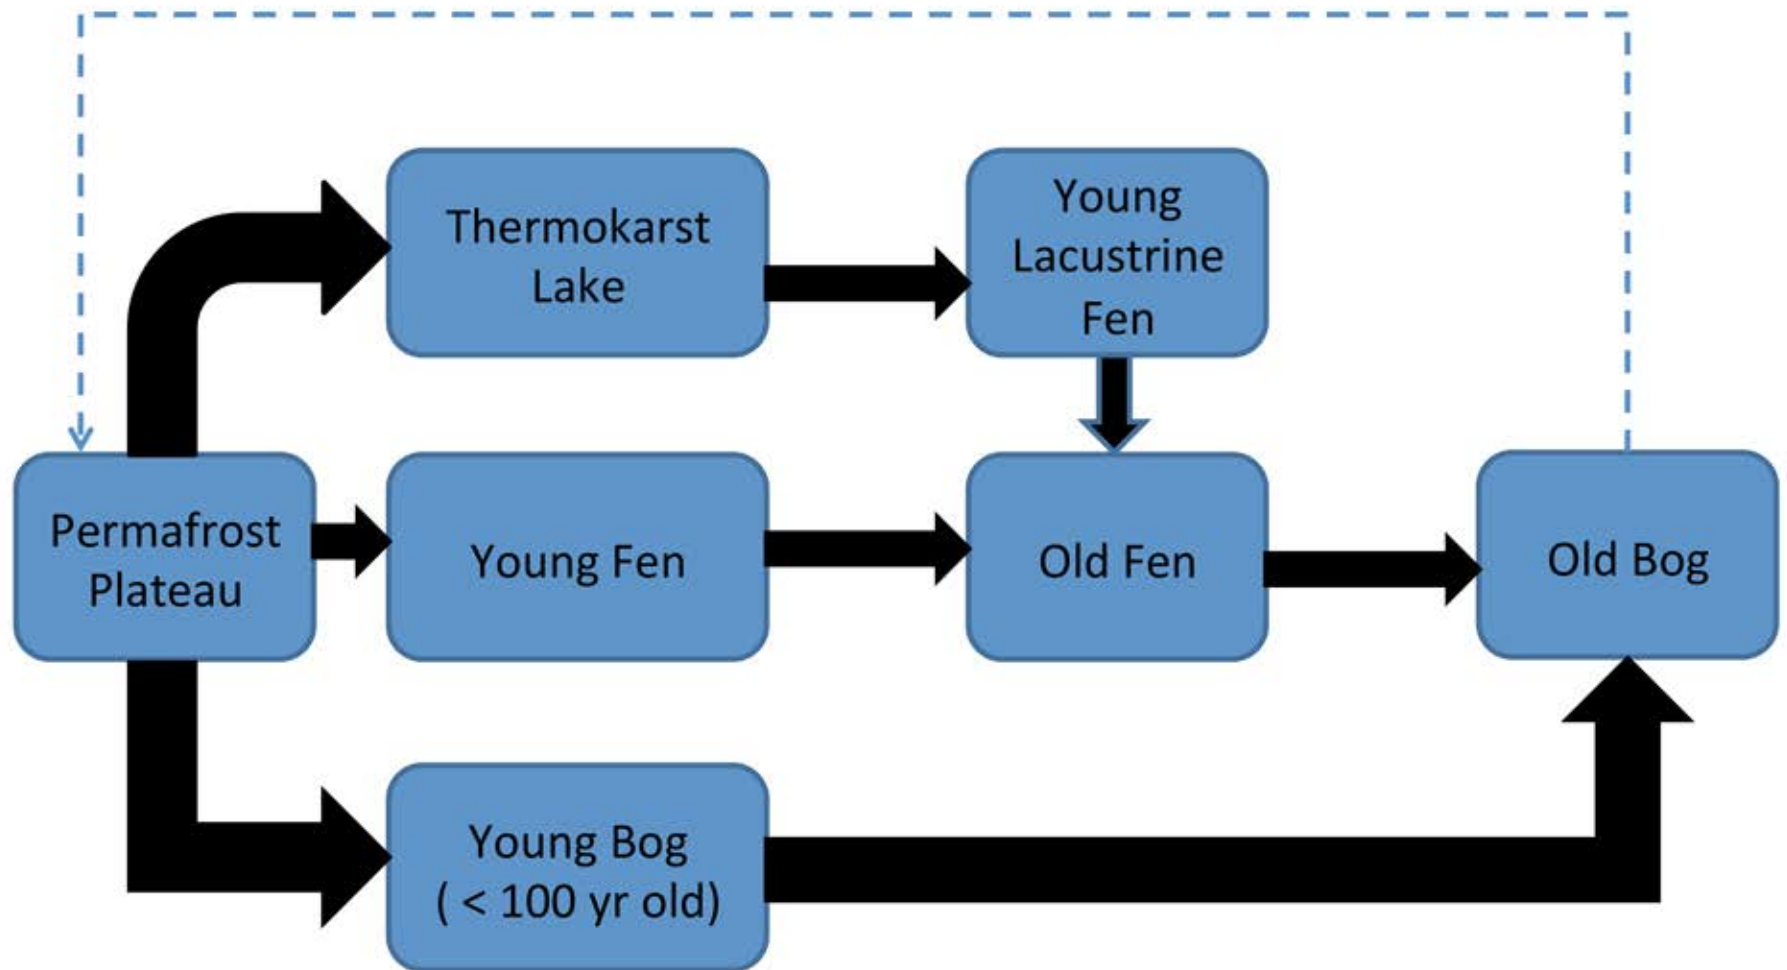 Thermokarst
Lake
Young
Lacustrine
Fen
Permafrost
Plateau
Young Fen
Old Fen
Old Bog
Young Bog
( < 100 yr old)